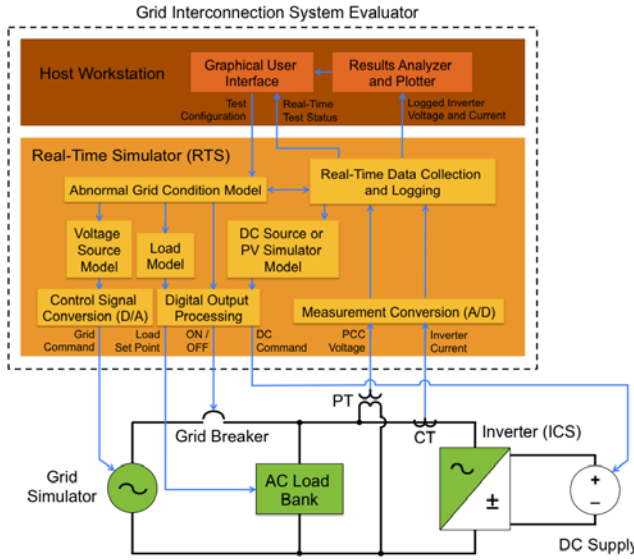 Grid Interconnection System Evaluator
Host Workstation
Graphical User
Interface
Results Analyzer
and Plotter
Test
Configuration
Real-Time
Test Status
Logged Inverter
Voltage and Current
Real-Time Simulator (RTS)
Abnormal Grid Condition Model
Real-Time Data Collection
and Logging
Voltage
Source
Model
Load
Model
DC Source or
PV Simulator
Model
Control Signal
Conversion (D/A)
Digital Output
Processing
Measurement Conversion (A/D)
Grid
Command
Load
Set Point
ON /
OFF
DC
Command
PCC
Voltage
Inverter
Current
PT
CT
Grid Breaker
Inverter (ICS)
Grid
Simulator
AC Load
Bank
DC Supply